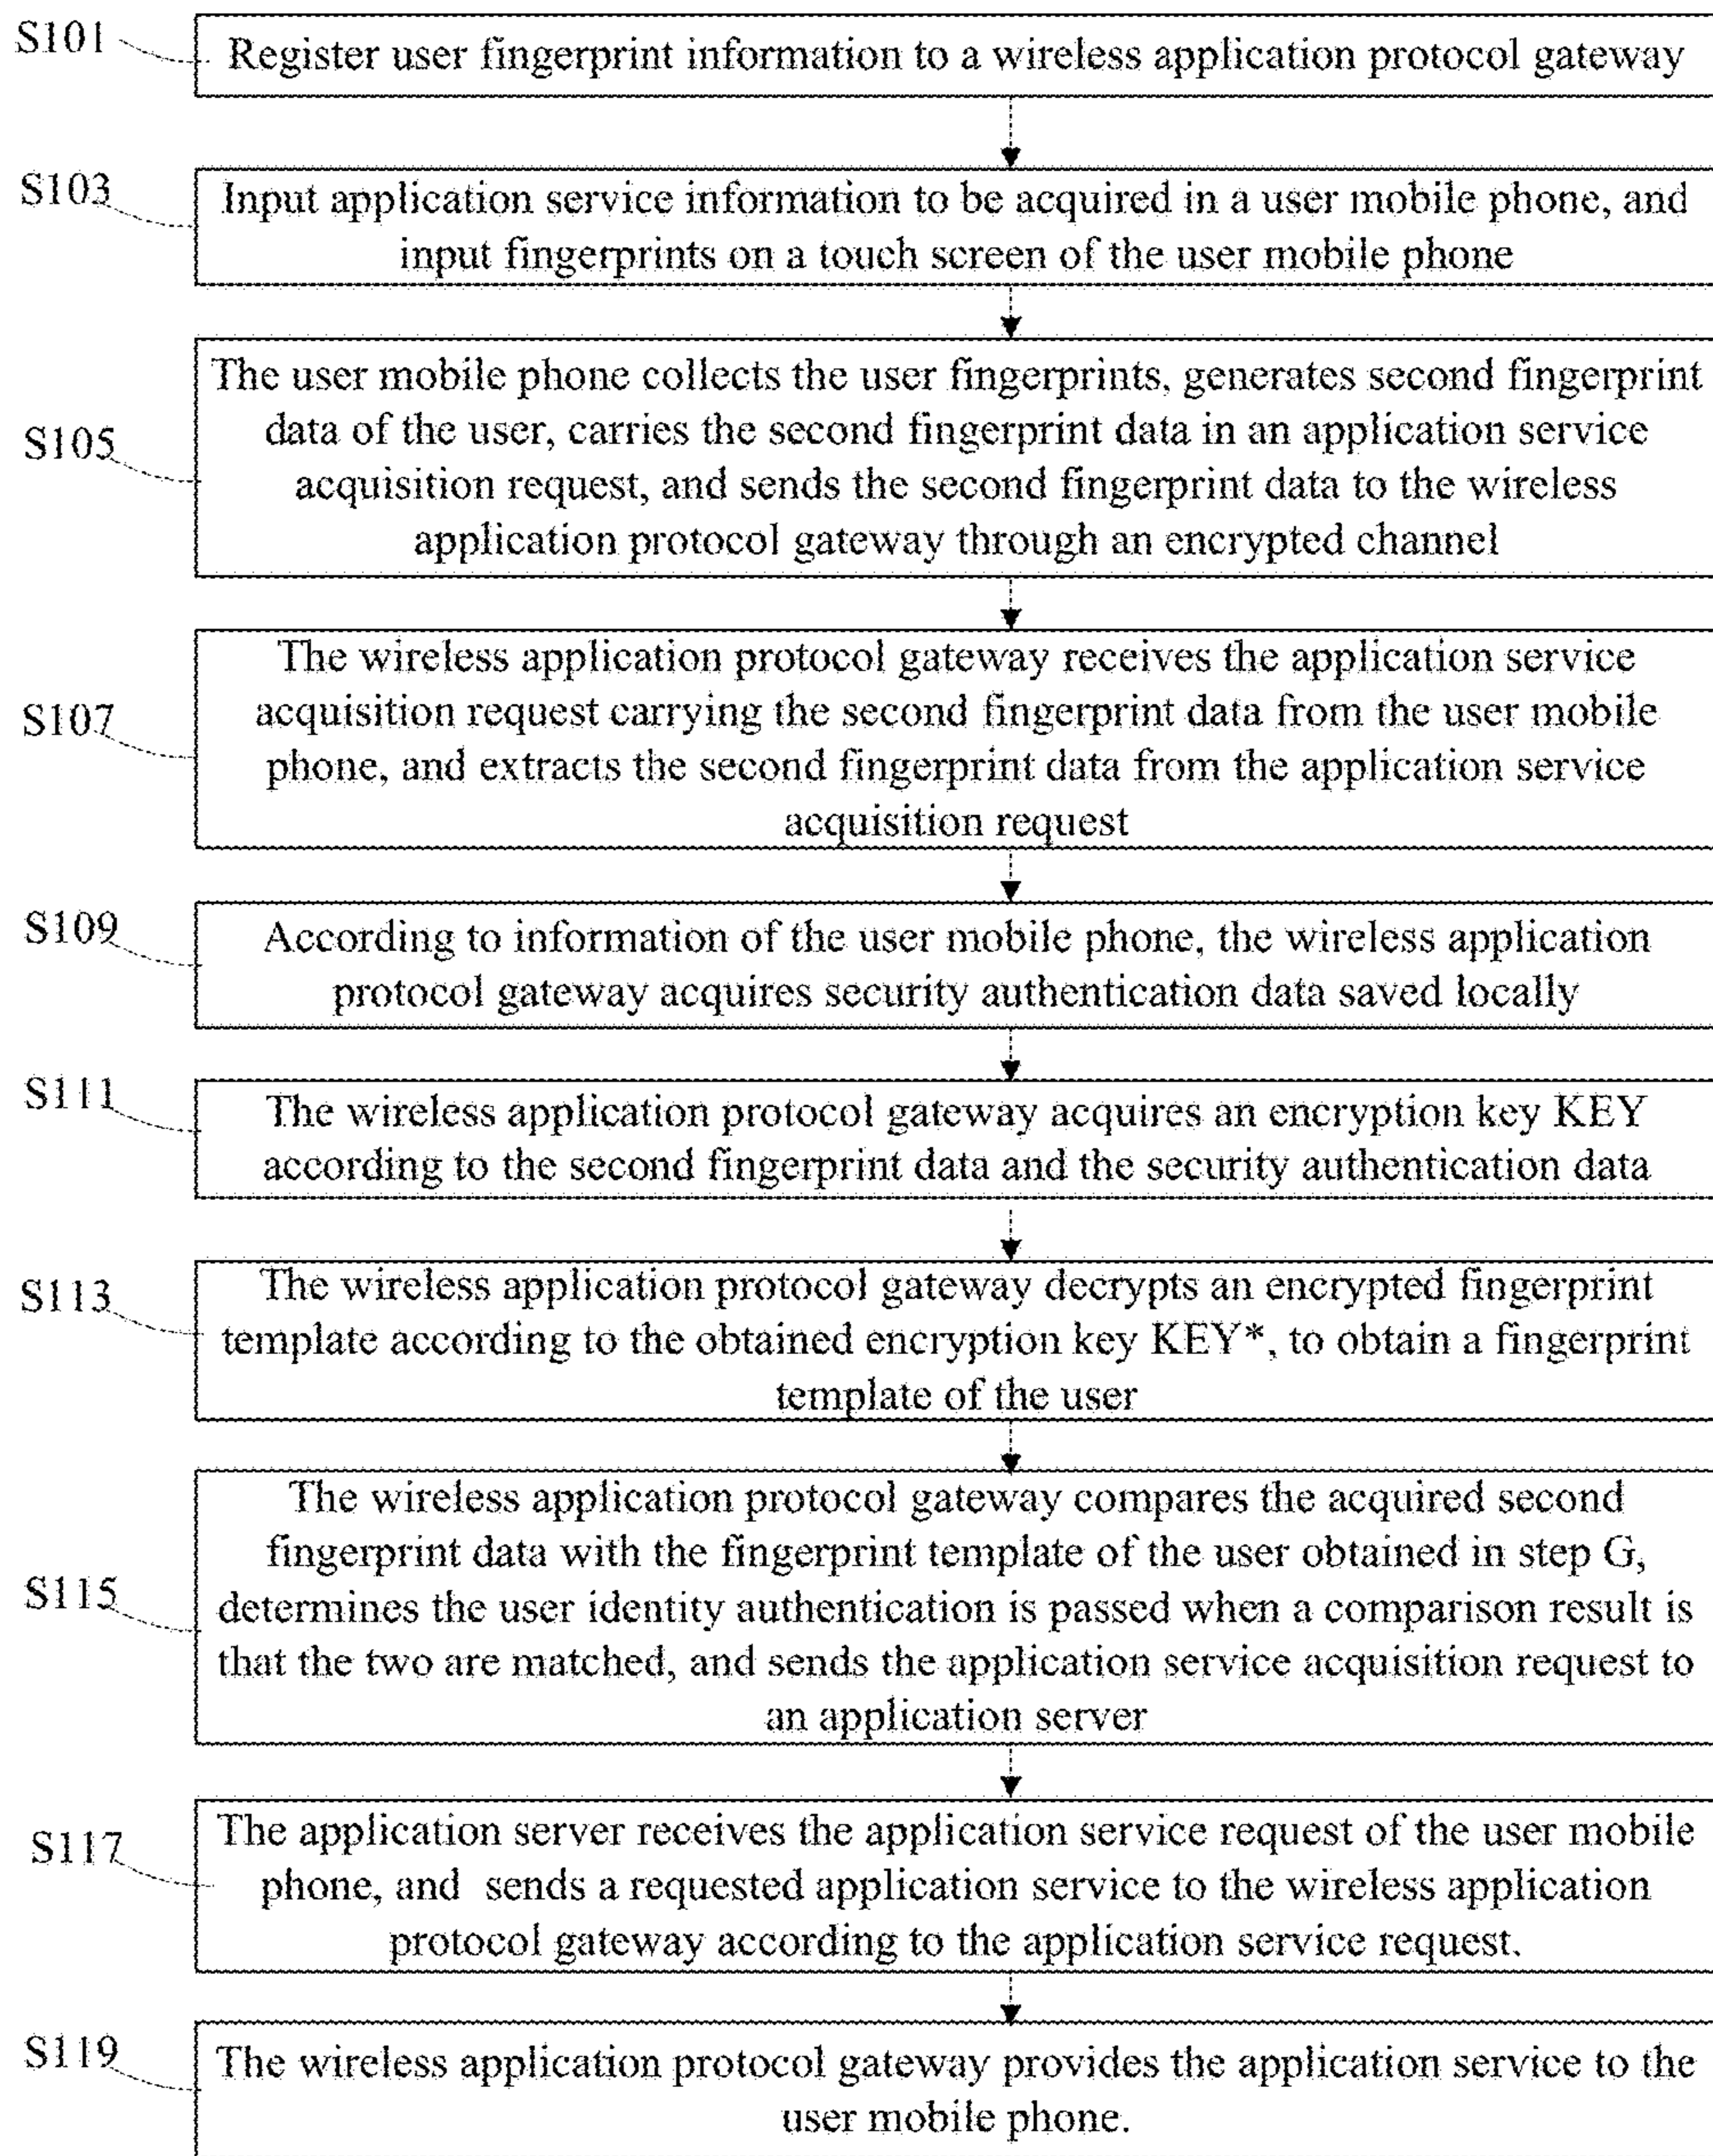 S101
Register user fingerprint information to a wireless application protocol gateway
S103
Input application service information to be acquired in a user mobile phone, and
input fingerprints on a touch screen of the user mobile phone
S105
The user mobile phone collects the user fingerprints, generates second fingerprint
data of the user, carries the second fingerprint data in an application service
acquisition request, and sends the second fingerprint data to the wireless
application protocol gateway through an encrypted channel
S107
The wireless application protocol gateway receives the application service
acquisition request carrying the second fingerprint data from the user mobile
phone, and extracts the second fingerprint data from the application service
acquisition request
S109
According to information of the user mobile phone, the wireless application
protocol gateway acquires security authentication data saved locally
S111
The wireless application protocol gateway acquires an encryption key KEY
according to the second fingerprint data and the security authentication data
S113
The wireless application protocol gateway decrypts an encrypted fingerprint
template according to the obtained encryption key KEY*, to obtain a fingerprint
template of the user
S115
The wireless application protocol gateway compares the acquired second
fingerprint data with the fingerprint template of the user obtained in step G,
determines the user identity authentication is passed when a comparison result is
that the two are matched, and sends the application service acquisition request to
an application server
S117
The application server receives the application service request of the user mobile
phone, and sends a requested application service to the wireless application
protocol gateway according to the application service request.
S119
The wireless application protocol gateway provides the application service to the
user mobile phone.